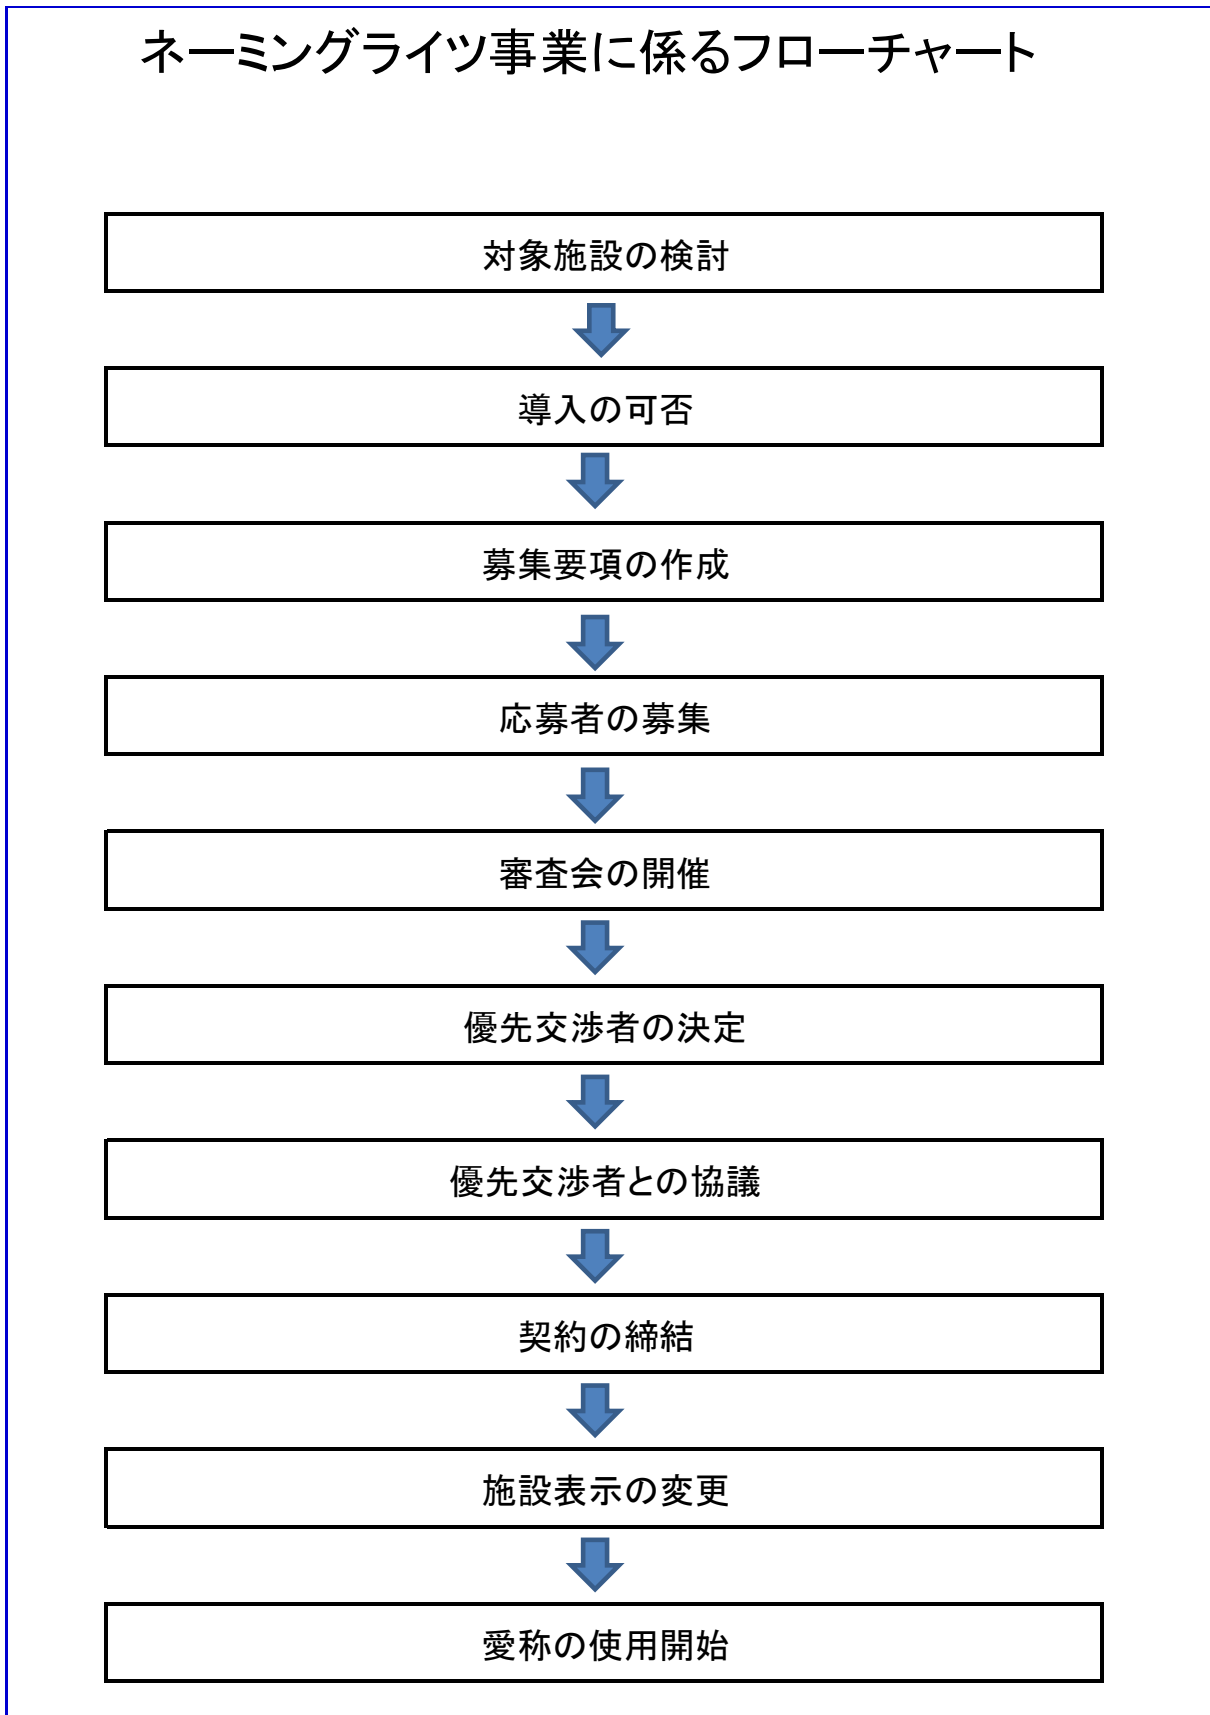 ネーミングライツ事業に係るフローチャート
対象施設の検討
導入の可否
募集要項の作成
応募者の募集
審査会の開催
優先交渉者の決定
優先交渉者との協議
契約の締結
施設表示の変更
愛称の使用開始